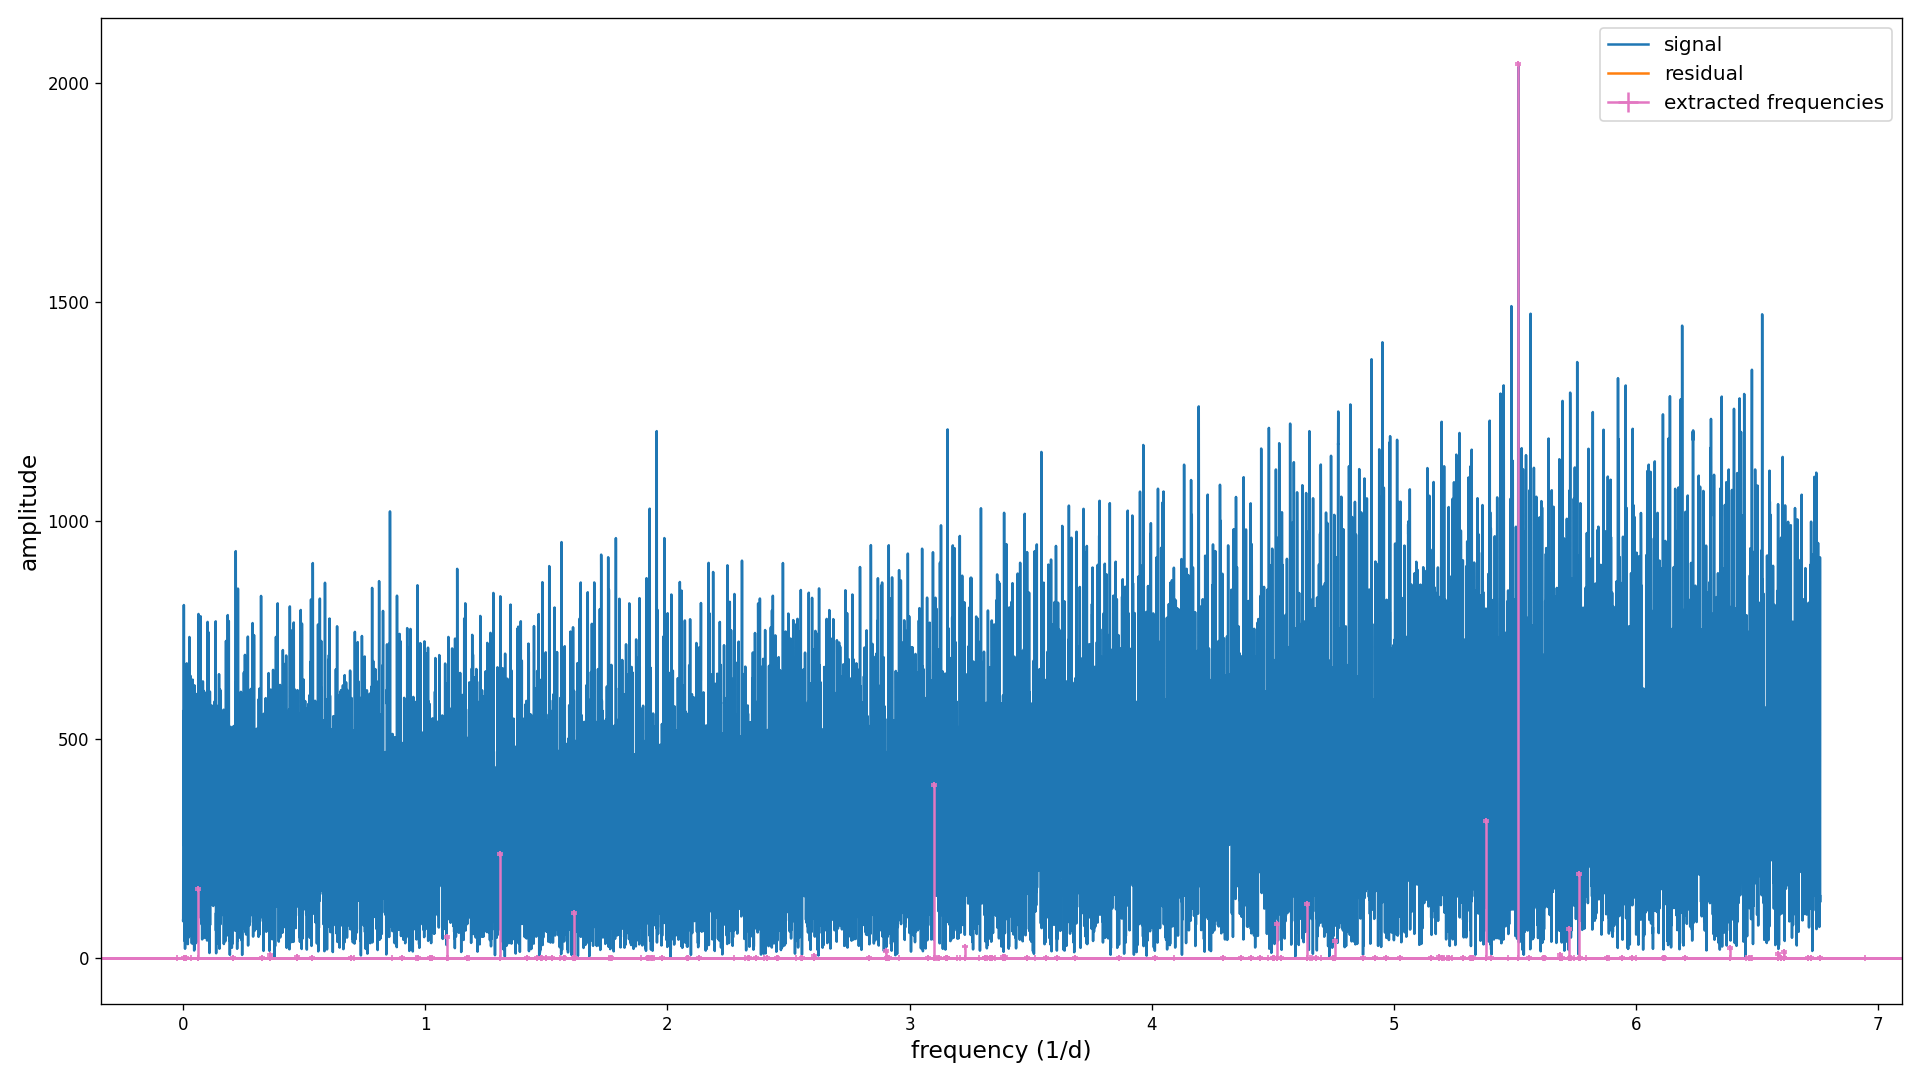 signal
residual
extracted frequencies
2000
1500
1000
500
0
amplitude
0 1 2 3 4 5 6 7
frequency (1/d)